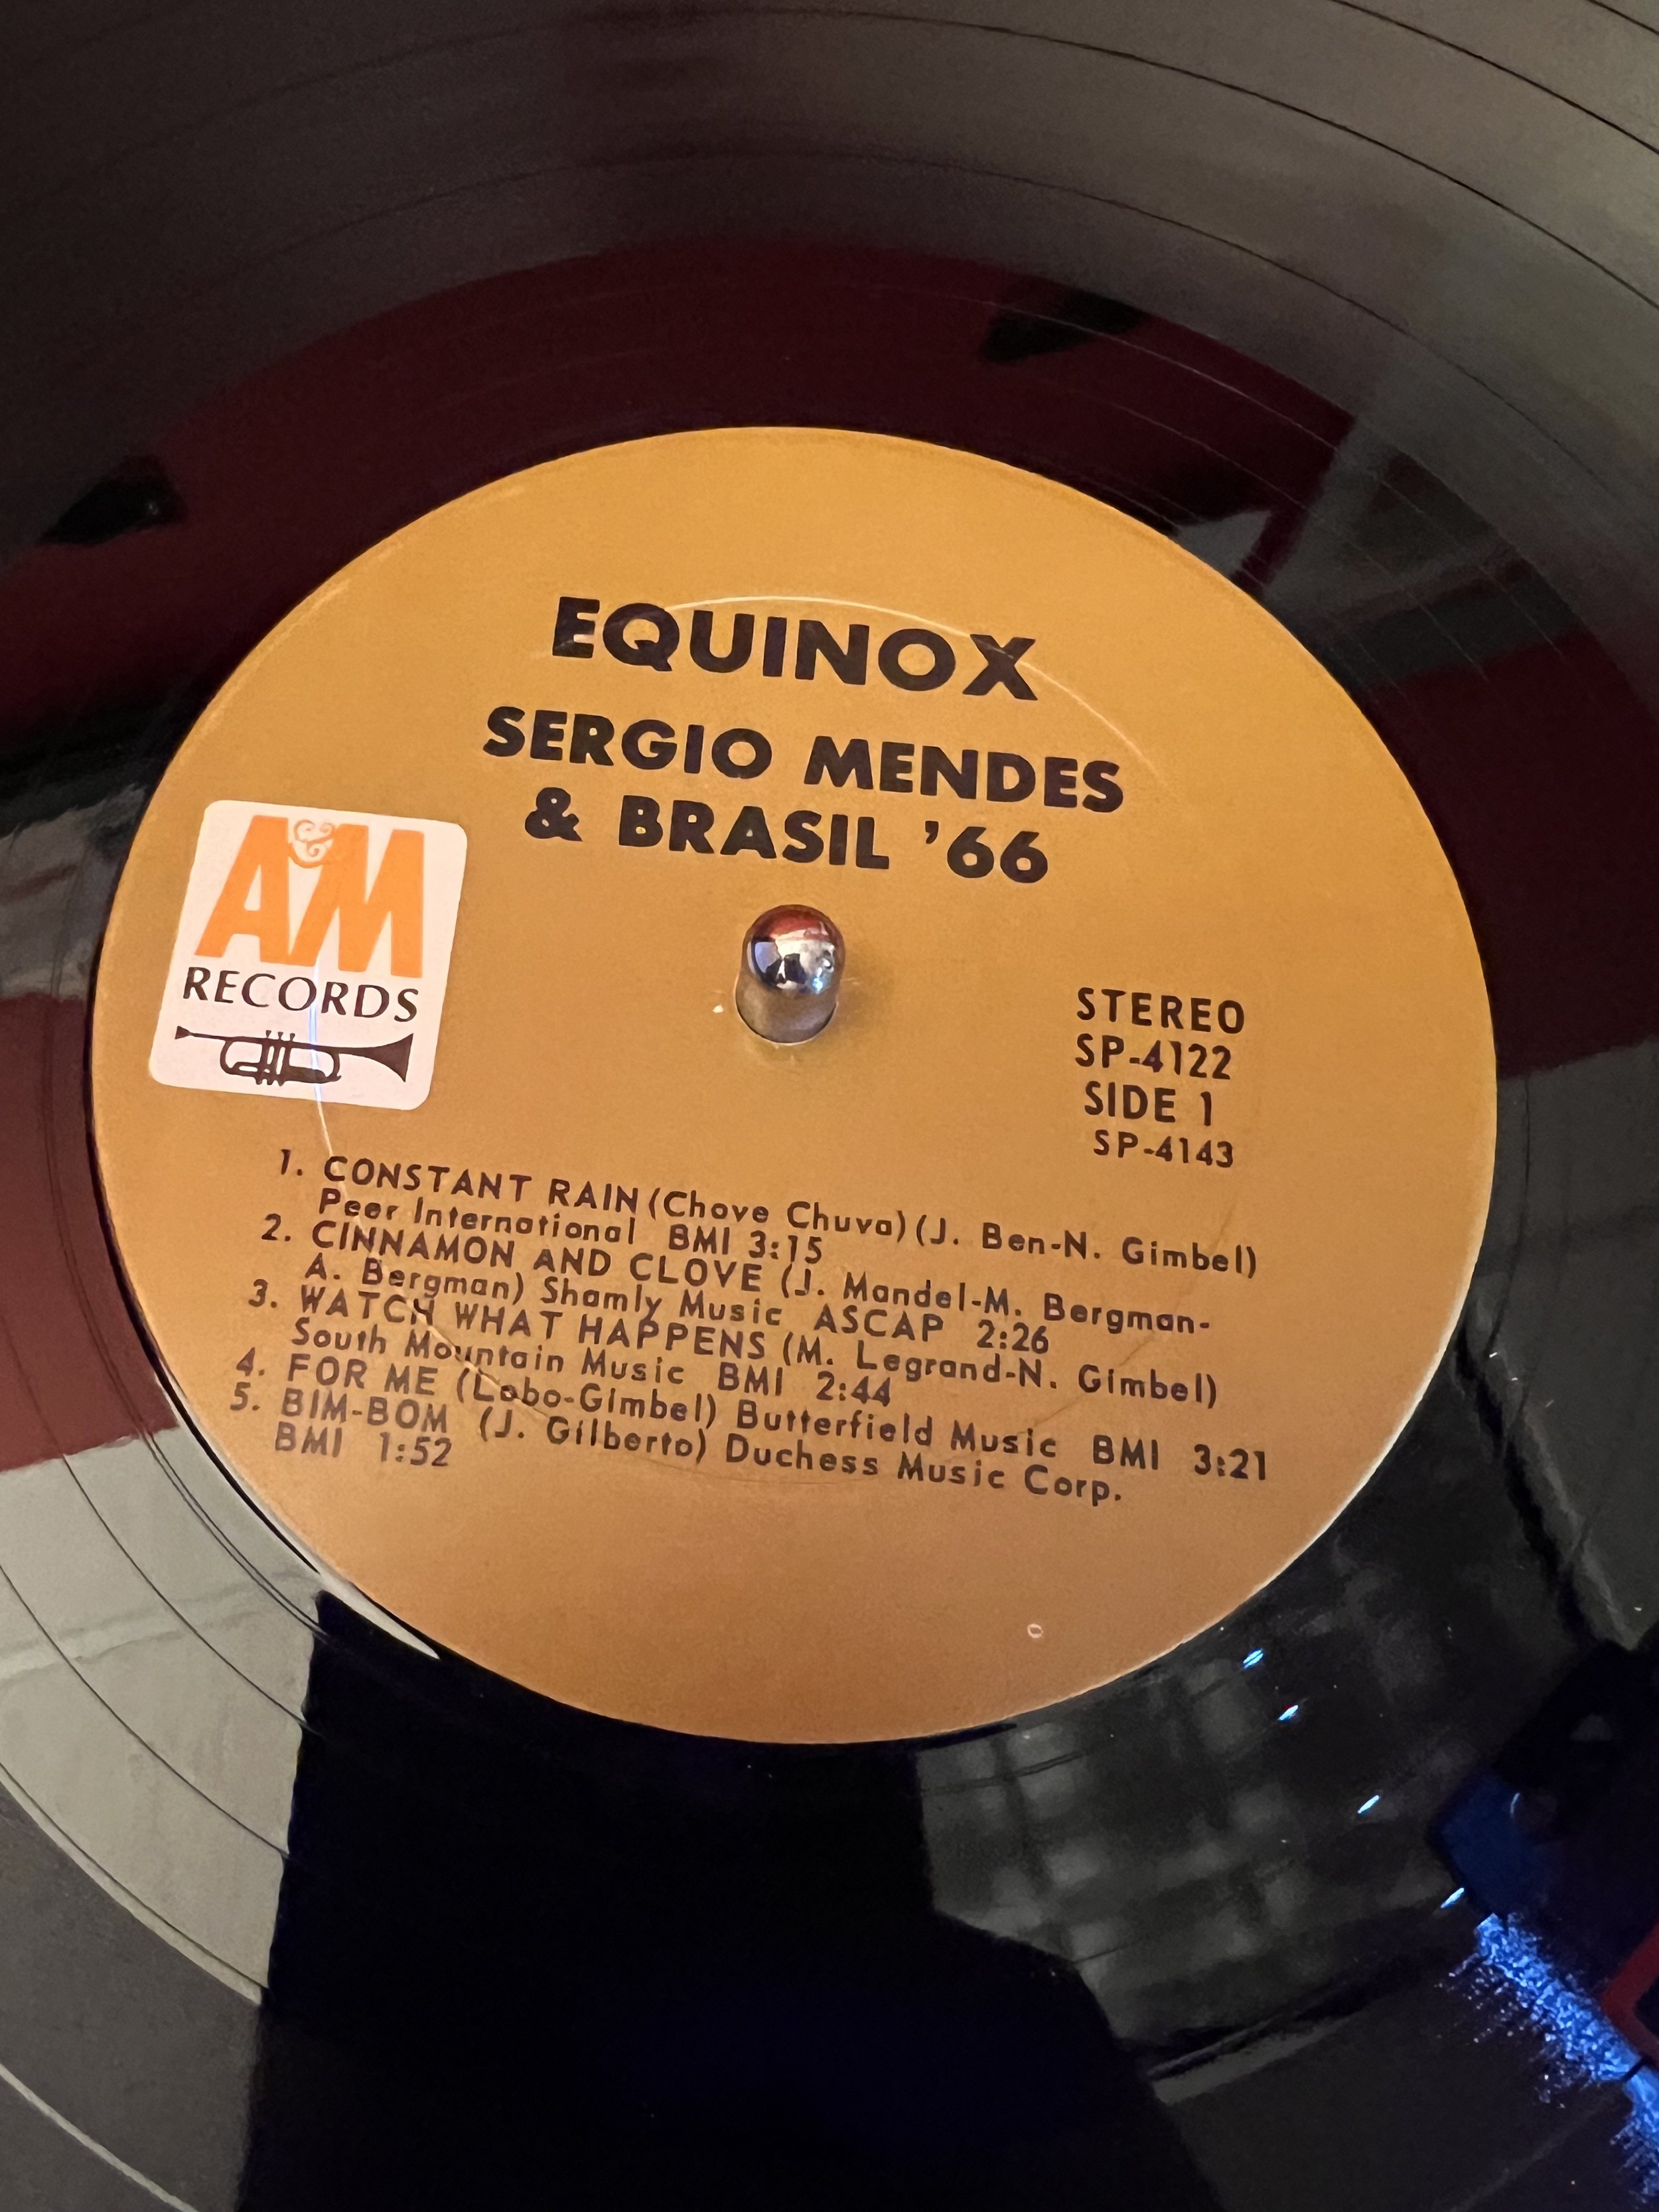 EQUINOX
SERGIO MENDES
& BRASIL '66
A&M
RECORDS
STEREO
SP-4122
SIDE 1
SP-4143
1. CONSTANT RAIN (Chove Chuva) (J. Ben-N. Gimbel)
Peer International BMI 3:15
2. CINNAMON AND CLOVE (J. Mandel-M. Bergman-
A. Bergman) Shamly Music ASCAP 2:26
3. WATCH WHAT HAPPENS (M. Legrand-N. Gimbel)
South Mountain Music BMI 2:44
4. FOR ME (Lobo-Gimbel) Butterfield Music BMI 3:21
5. BIM-BOM (J. Gilberto) Duchess Music Corp.
BMI 1:52